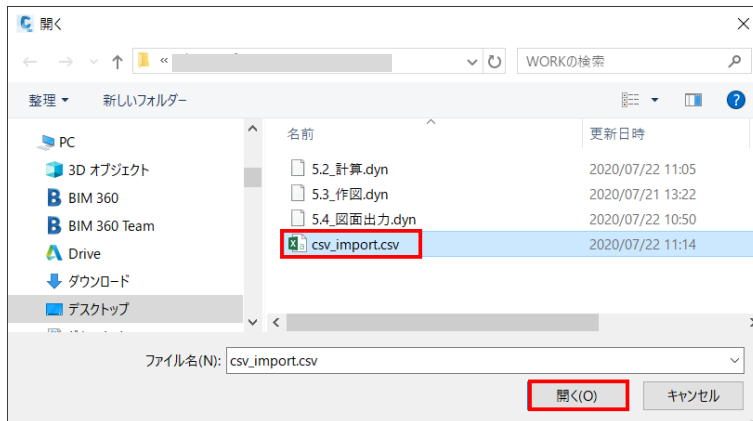 開く
« WORKの検索
整理 新しいフォルダー
PC
3D オブジェクト
BIM 360
BIM 360 Team
Drive
ダウンロード
デスクトップ
名前 更新日時
5.2_計算.dyn 2020/07/22 11:05
5.3_作図.dyn 2020/07/21 13:22
5.4_図面出力.dyn 2020/07/22 10:50
csv_import.csv 2020/07/22 11:14
ファイル名(N): csv_import.csv
開く(O) キャンセル